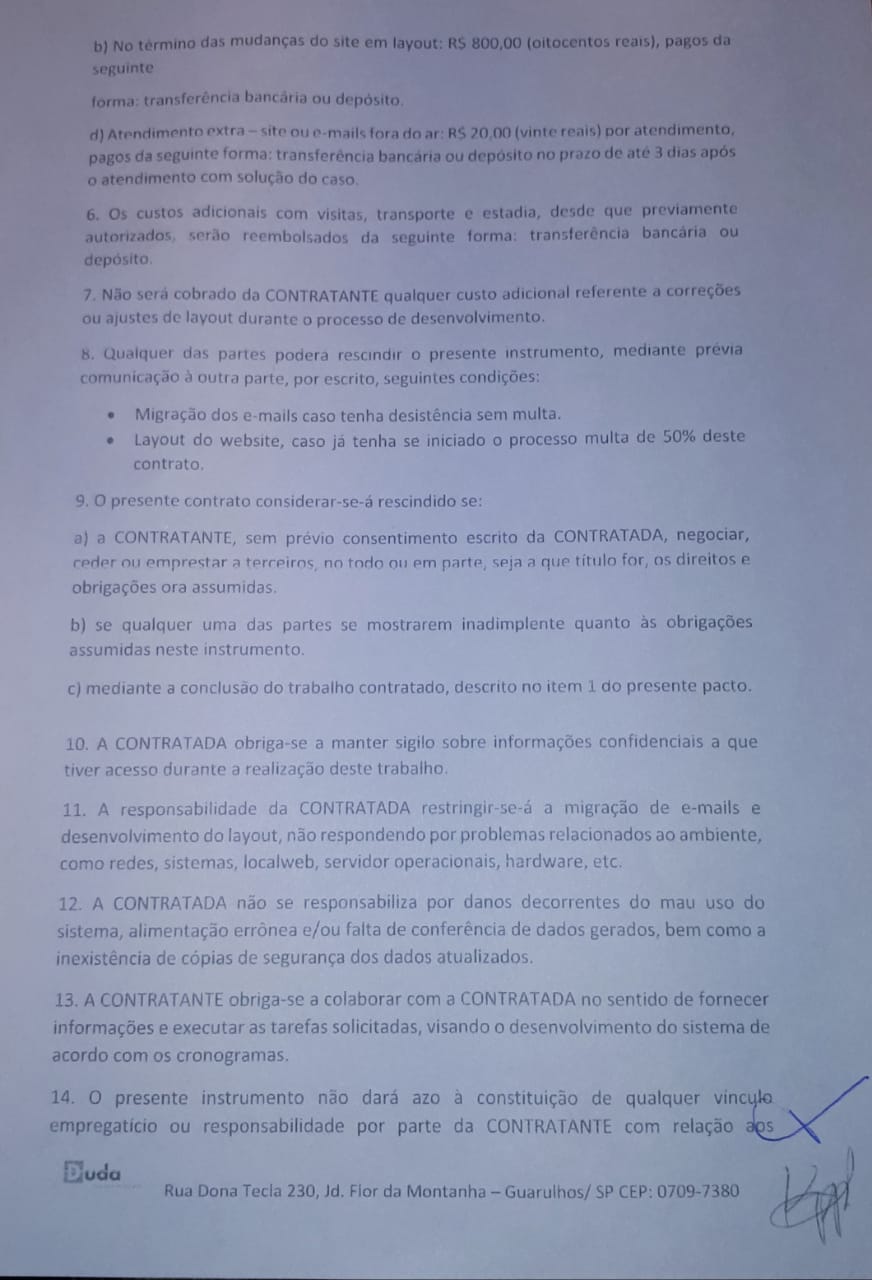 b) No término das mudanças do site em layout: R$ 800,00 (oitocentos reais), pagos da
seguinte
forma: transferência bancária ou depósito.
d) Atendimento extra – site ou e-mails fora do ar: R$ 20,00 (vinte reais) por atendimento,
pagos da seguinte forma: transferência bancária ou depósito no prazo de até 3 dias após
o atendimento com solução do caso.
6. Os custos adicionais com visitas, transporte e estadia, desde que previamente
autorizados, serão reembolsados da seguinte forma: transferência bancária ou
depósito.
7. Não será cobrado da CONTRATANTE qualquer custo adicional referente a correções
ou ajustes de layout durante o processo de desenvolvimento.
8. Qualquer das partes poderá rescindir o presente instrumento, mediante prévia
comunicação à outra parte, por escrito, seguintes condições:
• Migração dos e-mails caso tenha desistência sem multa.
• Layout do website, caso já tenha se iniciado o processo multa de 50% deste
contrato.
9. O presente contrato considerar-se-á rescindido se:
a) a CONTRATANTE, sem prévio consentimento escrito da CONTRATADA, negociar,
ceder ou emprestar a terceiros, no todo ou em parte, seja a que título for, os direitos e
obrigações ora assumidas.
b) se qualquer uma das partes se mostrarem inadimplente quanto às obrigações
assumidas neste instrumento.
c) mediante a conclusão do trabalho contratado, descrito no item 1 do presente pacto.
10. A CONTRATADA obriga-se a manter sigilo sobre informações confidenciais a que
tiver acesso durante a realização deste trabalho.
11. A responsabilidade da CONTRATADA restringir-se-á a migração de e-mails e
desenvolvimento do layout, não respondendo por problemas relacionados ao ambiente,
como redes, sistemas, localweb, servidor operacionais, hardware, etc.
12. A CONTRATADA não se responsabiliza por danos decorrentes do mau uso do
sistema, alimentação errônea e/ou falta de conferência de dados gerados, bem como a
inexistência de cópias de segurança dos dados atualizados.
13. A CONTRATANTE obriga-se a colaborar com a CONTRATADA no sentido de fornecer
informações e executar as tarefas solicitadas, visando o desenvolvimento do sistema de
acordo com os cronogramas.
14. O presente instrumento não dará azo à constituição de qualquer vinculo
empregatício ou responsabilidade por parte da CONTRATANTE com relação aos
Duda
Rua Dona Tecla 230, Jd. Flor da Montanha – Guarulhos/ SP CEP: 0709-7380